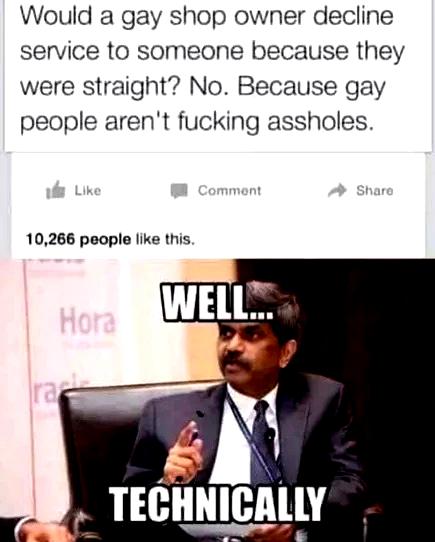 Would a gay shop owner decline
service to someone because they
were straight? No. Because gay
people aren't fucking assholes.
Like Comment Share
10,266 people like this.
WELL...
Hora
TECHNICALLY